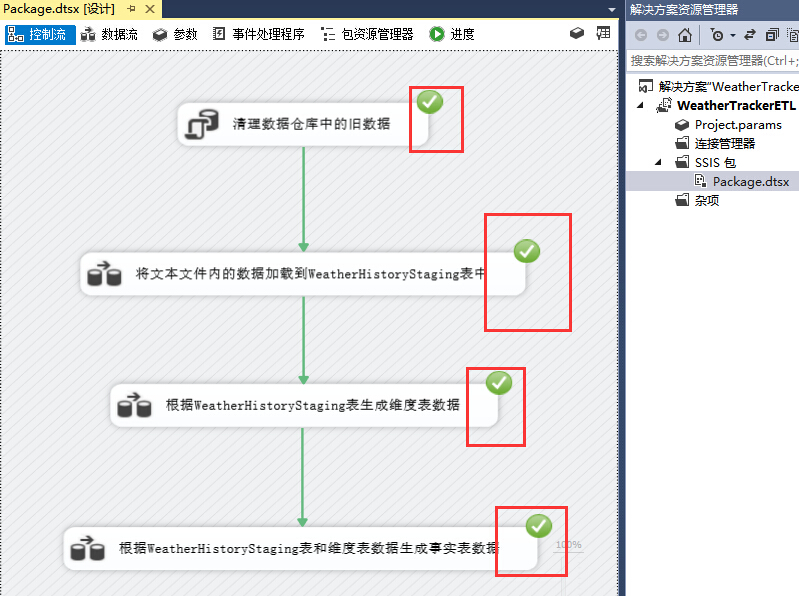 Package.dtsx [设计]
控制流 数据流 参数 事件处理程序 包资源管理器 进度
清理数据仓库中的旧数据
将文本文件内的数据加载到WeatherHistoryStaging表中
根据WeatherHistoryStaging表生成维度表数据
根据WeatherHistoryStaging表和维度表数据生成事实表数据
100%
解决方案资源管理器
搜索解决方案资源管理器(Ctrl+;
解决方案"WeatherTracke
WeatherTrackerETL
Project.params
连接管理器
SSIS 包
Package.dtsx
杂项